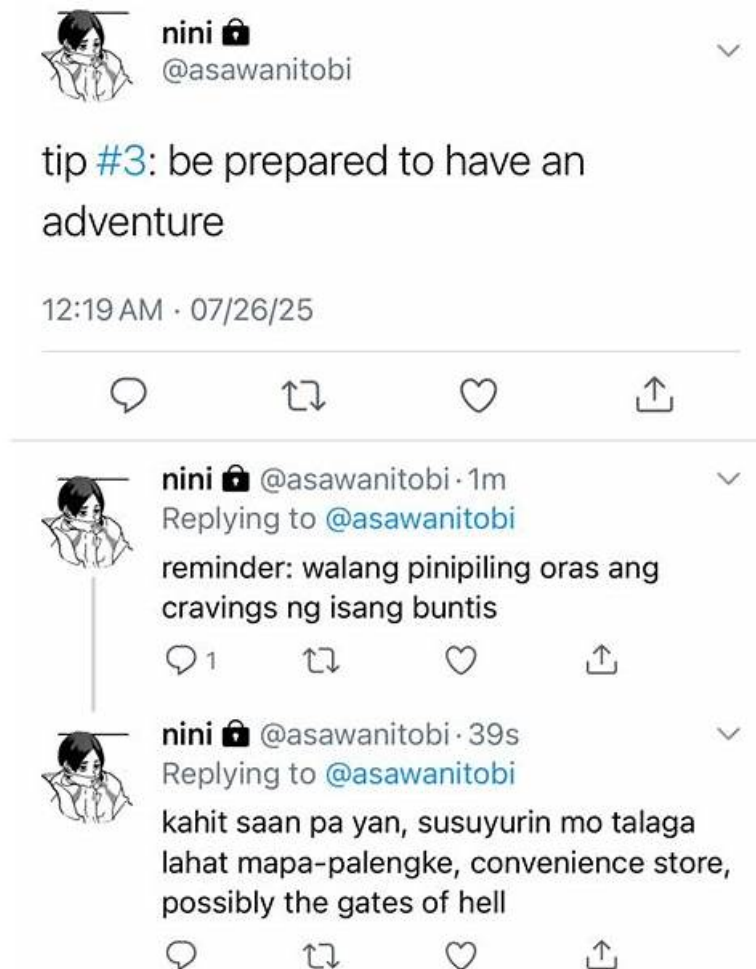 nini 🔒
@asawanitobi
tip #3: be prepared to have an
adventure
12:19 AM · 07/26/25
nini 🔒 @asawanitobi · 1m
Replying to @asawanitobi
reminder: walang pinipiling oras ang
cravings ng isang buntis
1
nini 🔒 @asawanitobi · 39s
Replying to @asawanitobi
kahit saan pa yan, susuyurin mo talaga
lahat mapa-palengke, convenience store,
possibly the gates of hell